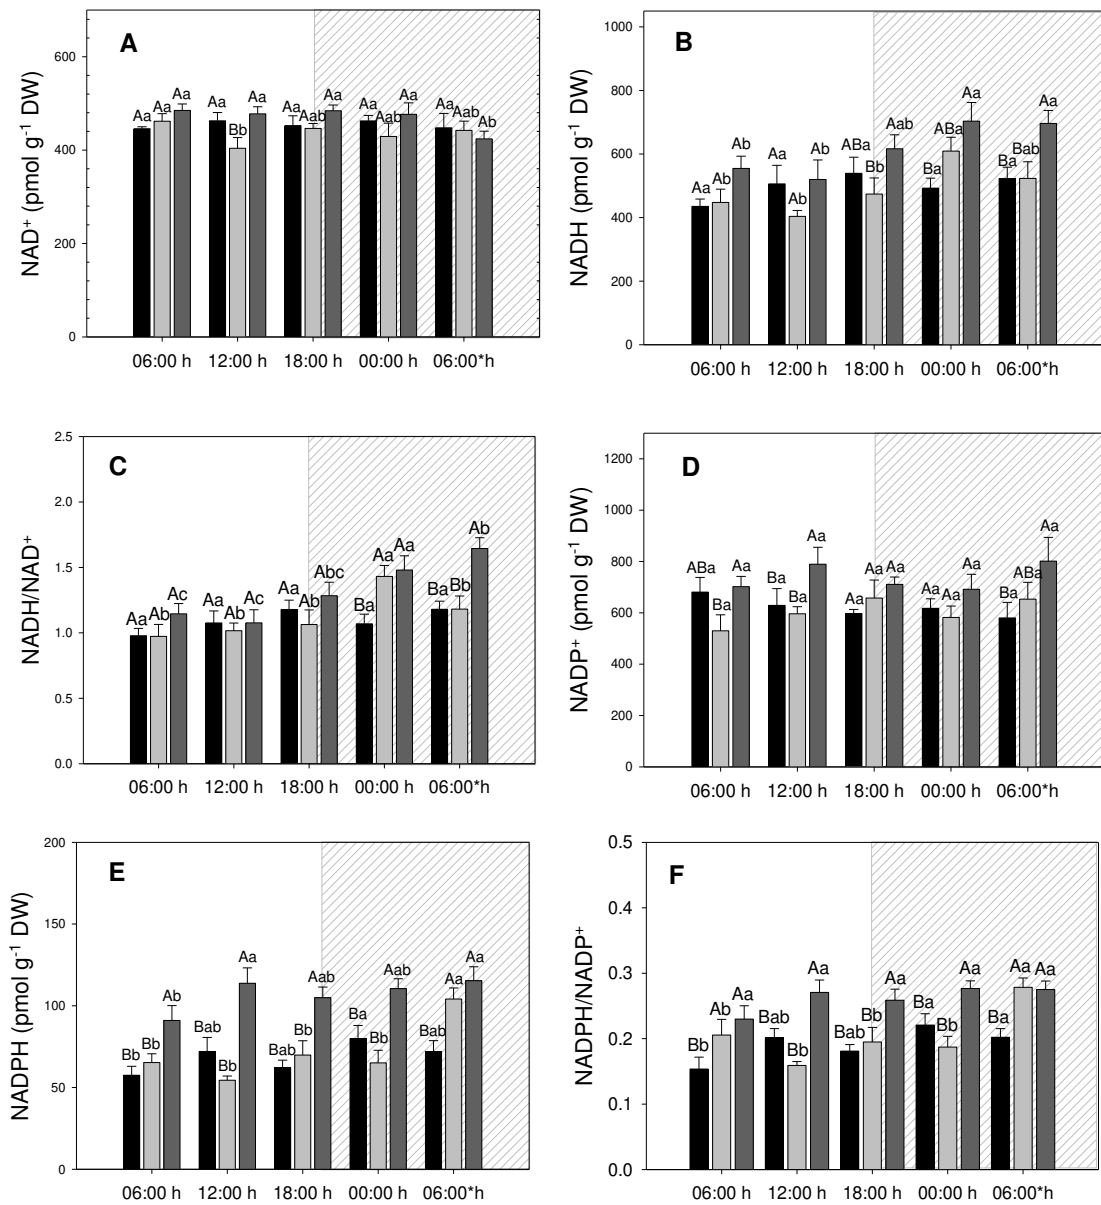 A
NAD⁺ (pmol g⁻¹ DW)
600
400
200
0
Aa Aa Aa Aa Bb Aa Aa Aab Aa Aa Aab Aa Aa Aab Ab
06:00 h 12:00 h 18:00 h 00:00 h 06:00*h
B
NADH (pmol g⁻¹ DW)
1000
800
600
400
200
0
Aa Ab Ab Aa Ab Ab ABa Bb Aab Ba ABa Aa Ba Bab Aa
06:00 h 12:00 h 18:00 h 00:00 h 06:00*h
C
NADH/NAD⁺
2.5
2.0
1.5
1.0
0.5
0.0
Aa Ab Ac Aa Ab Ac Aa Ab Abc Ba Aa Aa Ba Bb Ab
06:00 h 12:00 h 18:00 h 00:00 h 06:00*h
D
NADP⁺ (pmol g⁻¹ DW)
1200
1000
800
600
400
200
0
ABa Ba Aa Ba Ba Aa Aa Aa Aa Aa Aa Aa Ba ABa Aa
06:00 h 12:00 h 18:00 h 00:00 h 06:00*h
E
NADPH (pmol g⁻¹ DW)
200
150
100
50
0
Bb Bb Ab Bab Bb Aa Bab Bb Aab Ba Bb Aab Bab Aa Aa
06:00 h 12:00 h 18:00 h 00:00 h 06:00*h
F
NADPH/NADP⁺
0.5
0.4
0.3
0.2
0.1
0.0
Bb Ab Aa Bab Bb Aa Bab Bb Aa Ba Bb Aa Ba Aa Aa
06:00 h 12:00 h 18:00 h 00:00 h 06:00*h